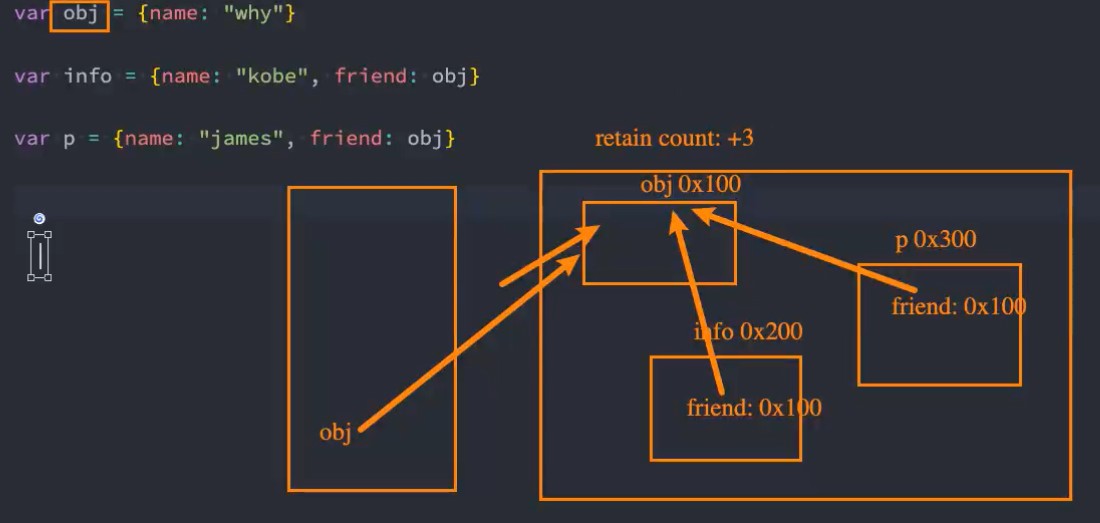 var obj = {name: "why"}
var info = {name: "kobe", friend: obj}
var p = {name: "james", friend: obj}
retain count: +3
obj 0x100
p 0x300
friend: 0x100
info 0x200
friend: 0x100
obj